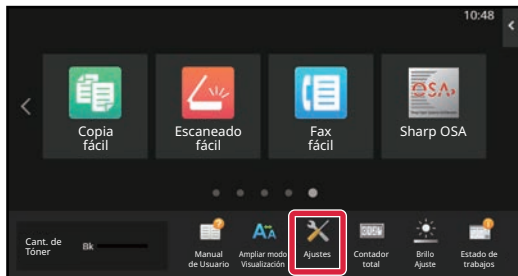 10:48
Copia
fácil
Escaneado
fácil
Fax
fácil
Sharp OSA
Cant. de
Tóner
Bk
Manual
de Usuario
Ampliar modo
Visualización
Ajustes
Contador
total
Brillo
Ajuste
Estado de
trabajos